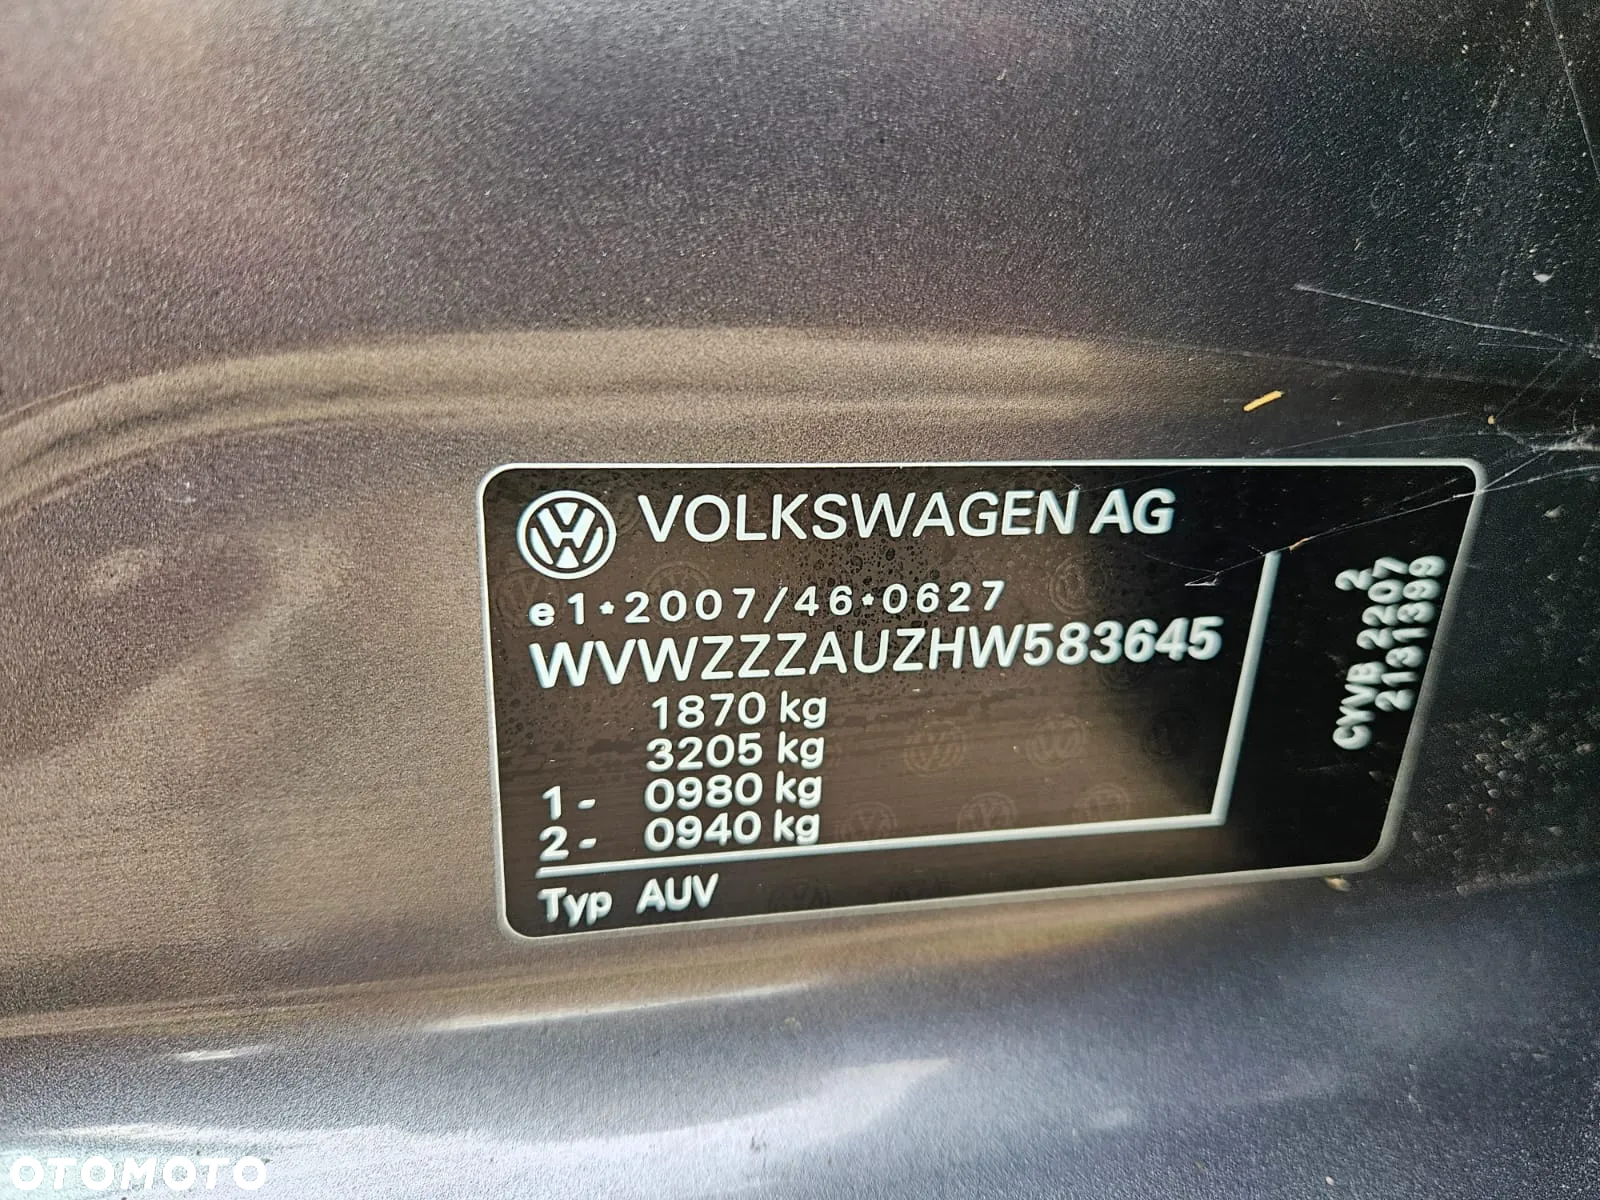 VOLKSWAGEN AG
e1*2007/46*0627
WVWZZZAUZHW583645
1870 kg
3205 kg
1- 0980 kg
2- 0940 kg
Typ AUV
2
CYVB 2207
2131399
OTOMOTO